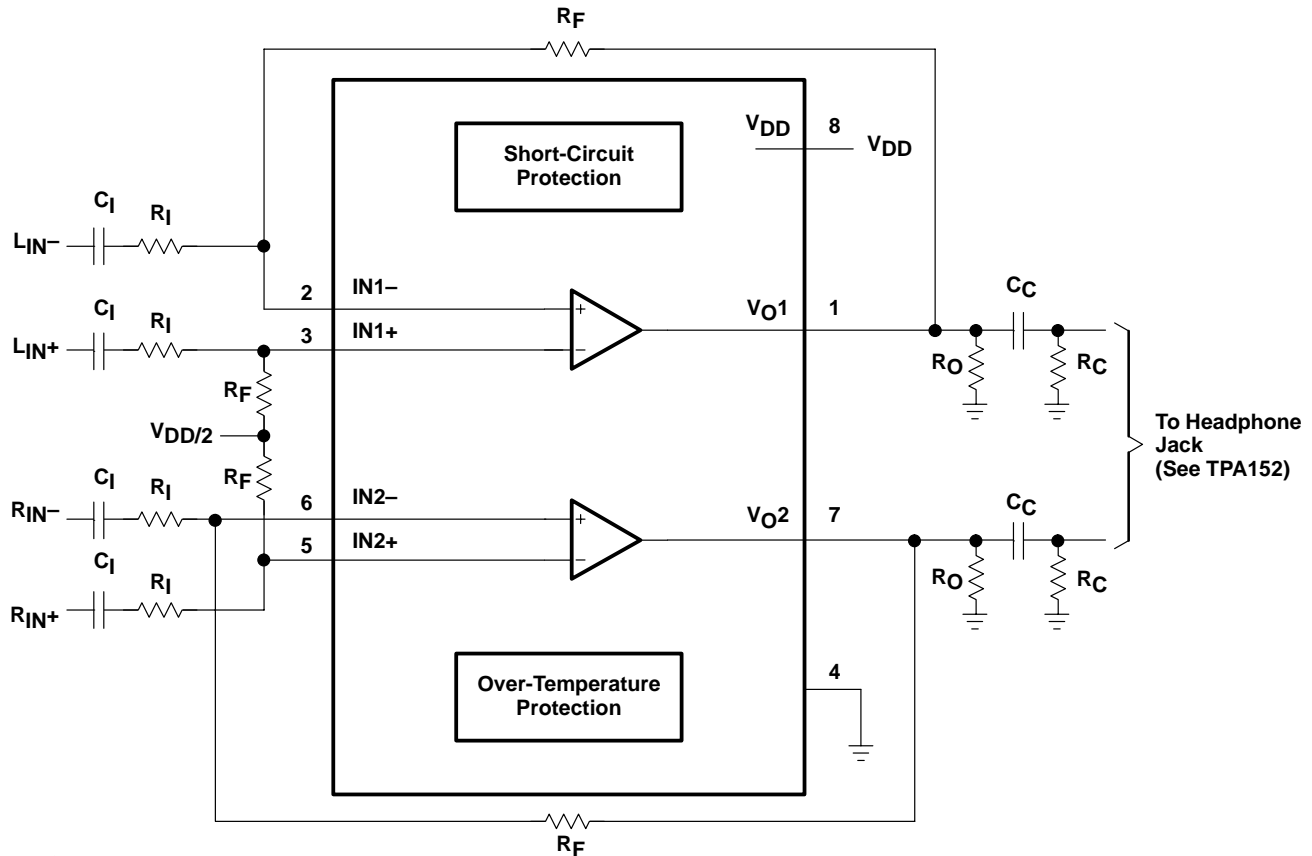 RF
VDD
8
VDD
Short-Circuit
Protection
CI
RI
LIN–
2
IN1–
+
VO1
1
CC
CI
RI
LIN+
3
IN1+
–
RO
RC
RF
VDD/2
To Headphone
Jack
(See TPA152)
RF
CI
RI
RIN–
6
IN2–
+
VO2
7
CC
5
IN2+
–
RO
RC
CI
RI
RIN+
Over-Temperature
Protection
4
RF